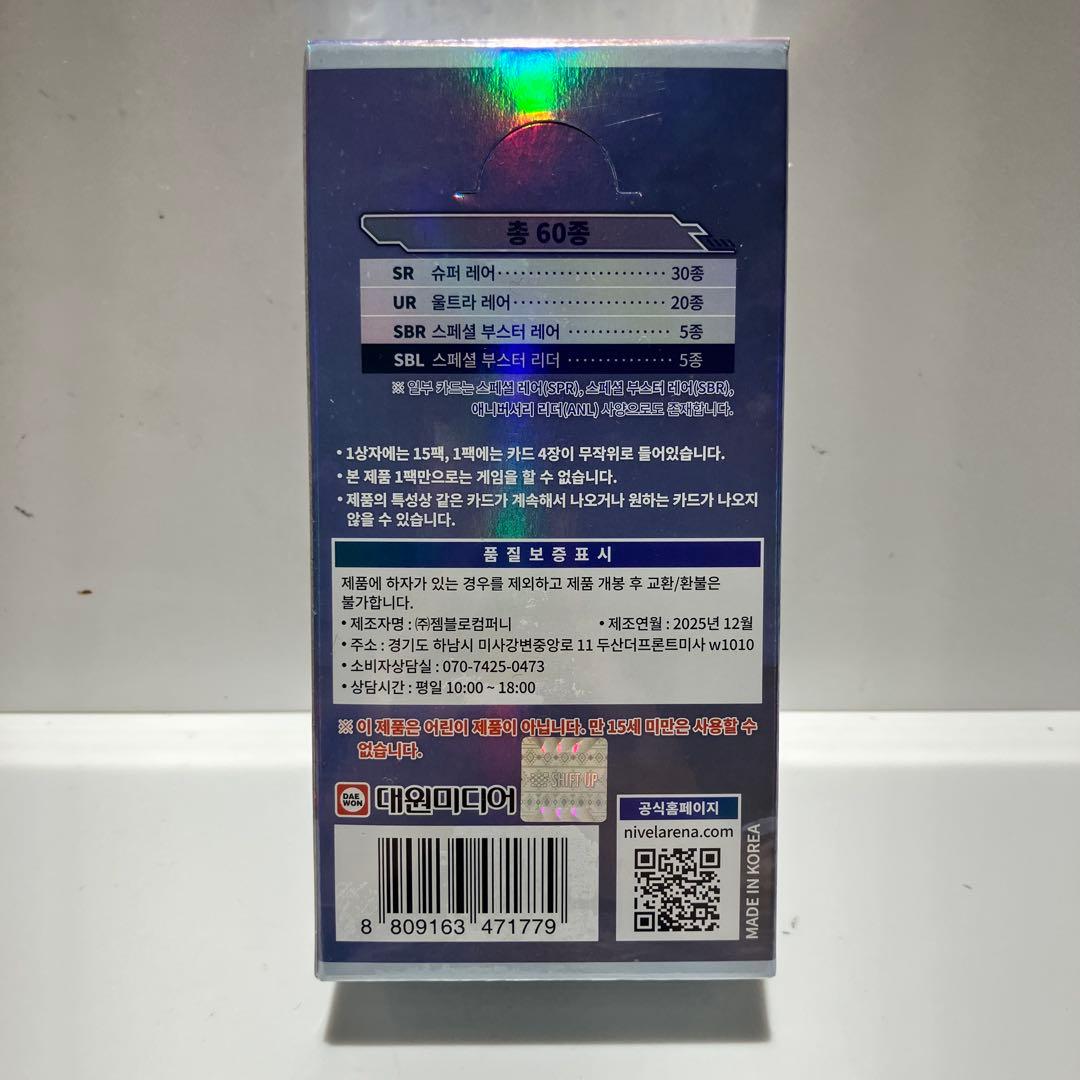 총 60종
SR 슈퍼 레어 ······················ 30종
UR 울트라 레어 ···················· 20종
SBR 스페셜 부스터 레어 ·············· 5종
SBL 스페셜 부스터 리더 ·············· 5종
※ 일부 카드는 스페셜 레어(SPR), 스페셜 부스터 레어(SBR),
애니버서리 리더(ANL) 사양으로도 존재합니다.
• 1상자에는 15팩, 1팩에는 카드 4장이 무작위로 들어있습니다.
• 본 제품 1팩만으로는 게임을 할 수 없습니다.
• 제품의 특성상 같은 카드가 계속해서 나오거나 원하는 카드가 나오지
않을 수 있습니다.
품질보증표시
제품에 하자가 있는 경우를 제외하고 제품 개봉 후 교환/환불은
불가합니다.
• 제조자명 : ㈜젬블로컴퍼니 • 제조연월 : 2025년 12월
• 주소 : 경기도 하남시 미사강변중앙로 11 두산더프론트미사 w1010
• 소비자상담실 : 070-7425-0473
• 상담시간 : 평일 10:00 ~ 18:00
※ 이 제품은 어린이 제품이 아닙니다. 만 15세 미만은 사용할 수
없습니다.
SHIFT UP
DAE WON 대원미디어
공식홈페이지
nivelarena.com
MADE IN KOREA
8 809163 471779